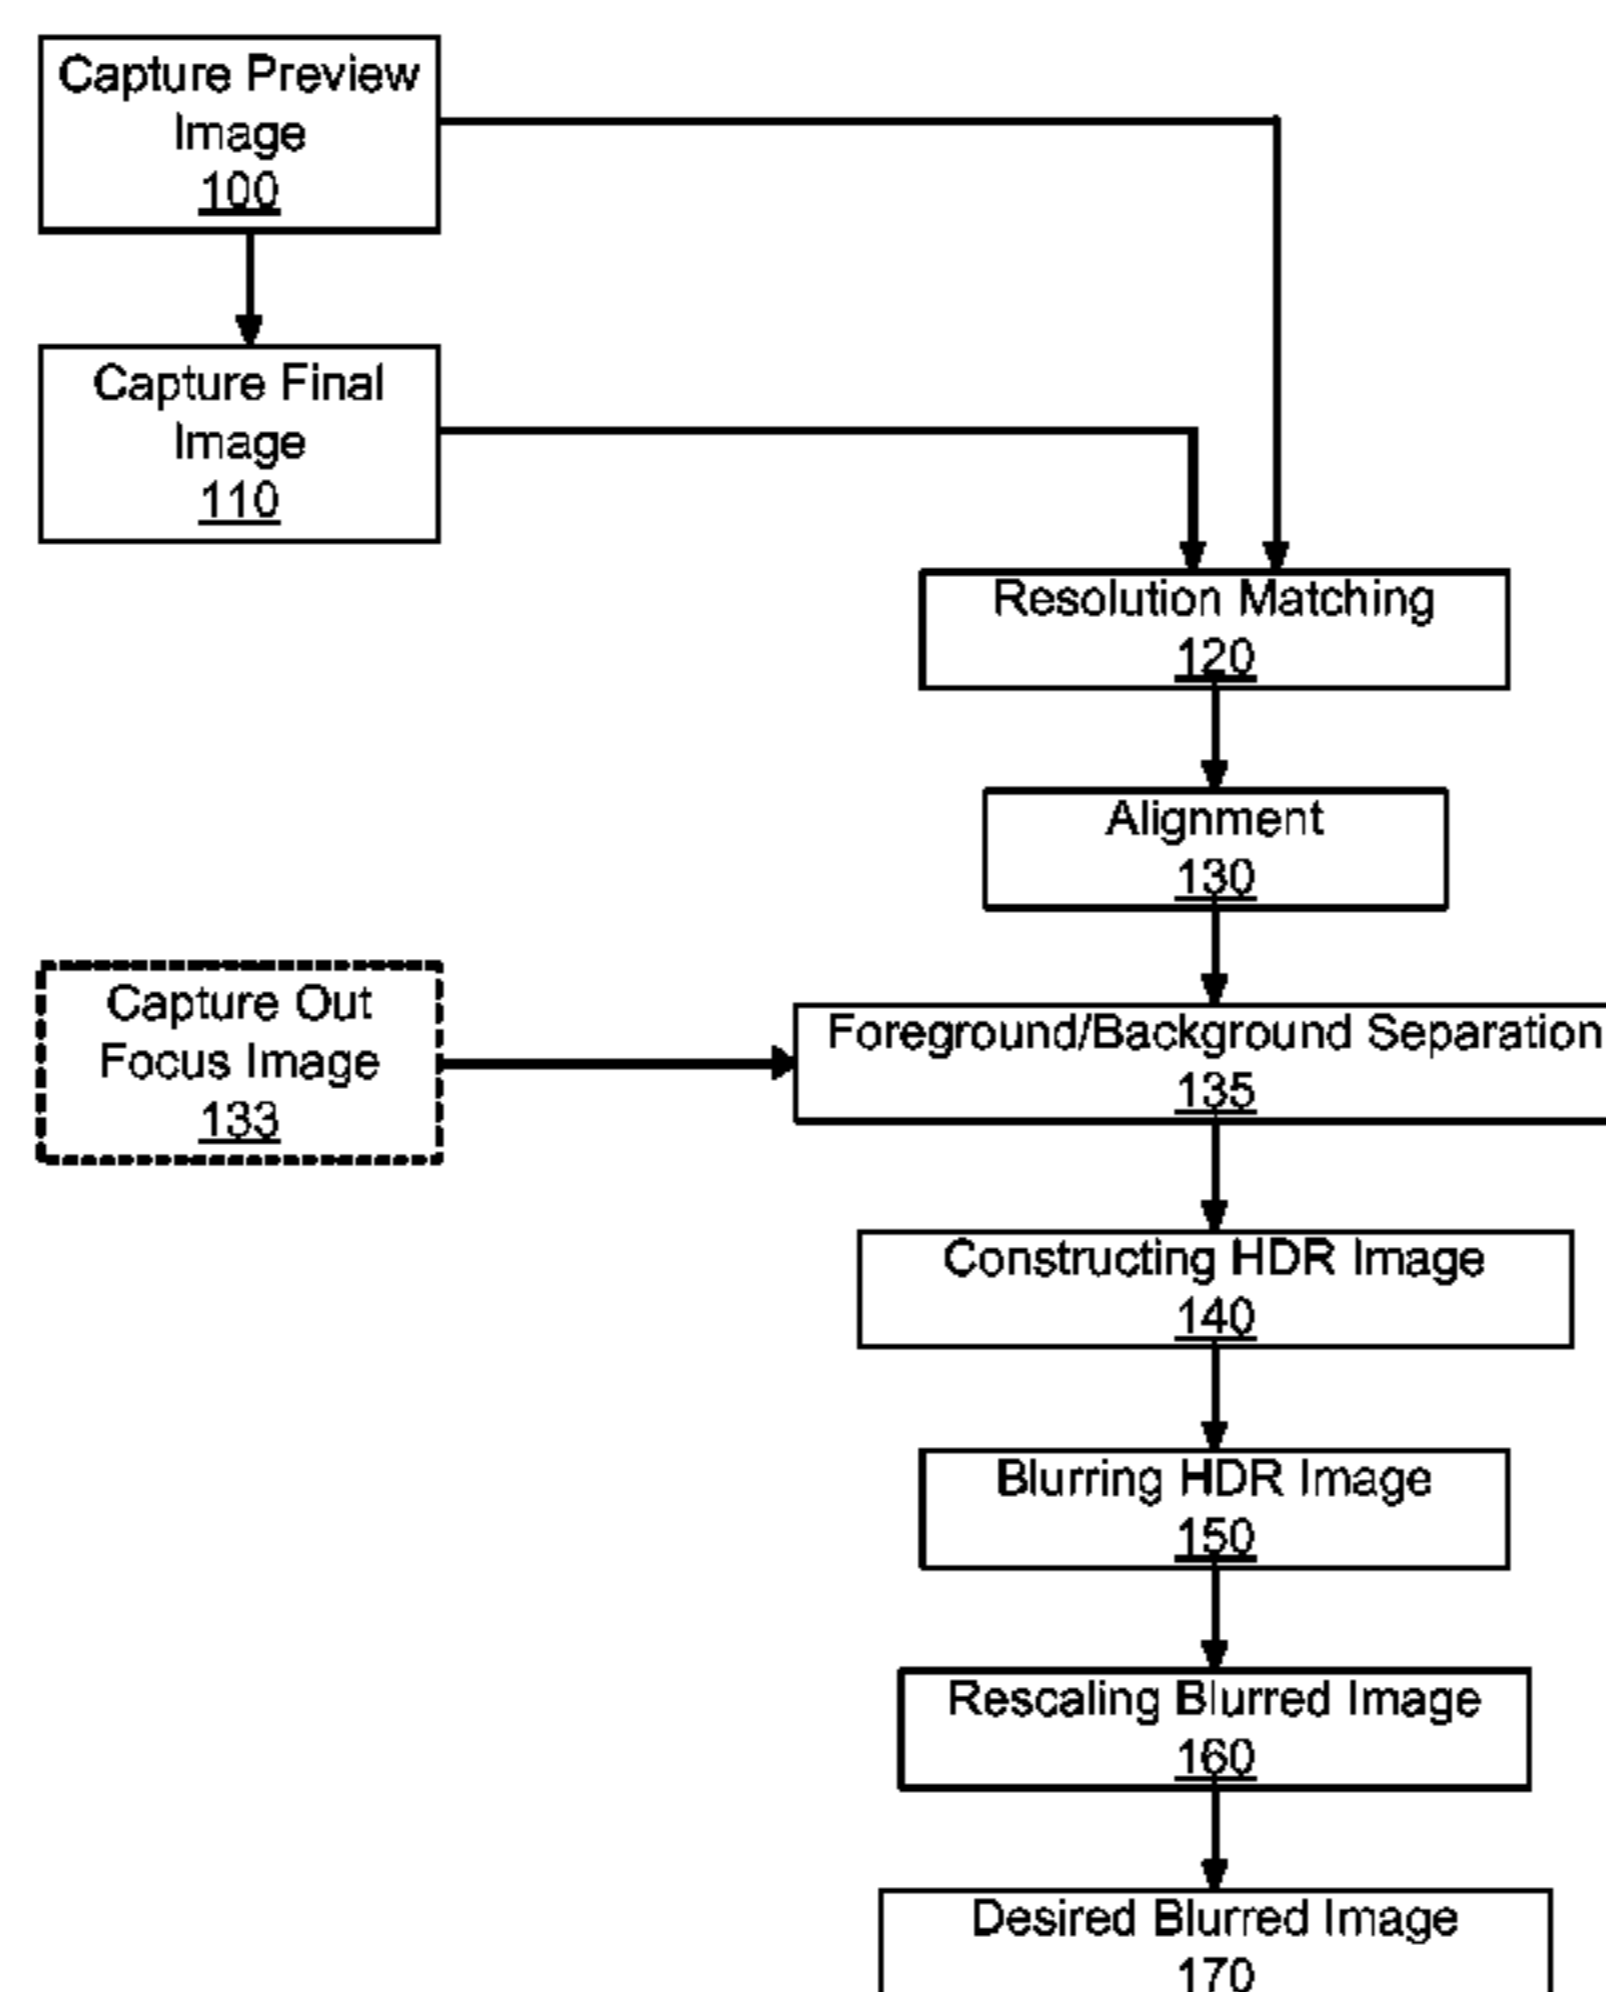 Capture Preview
Image
100
Capture Final
Image
110
Resolution Matching
120
Alignment
130
Capture Out
Focus Image
133
Foreground/Background Separation
135
Constructing HDR Image
140
Blurring HDR Image
150
Rescaling Blurred Image
160
Desired Blurred Image
170